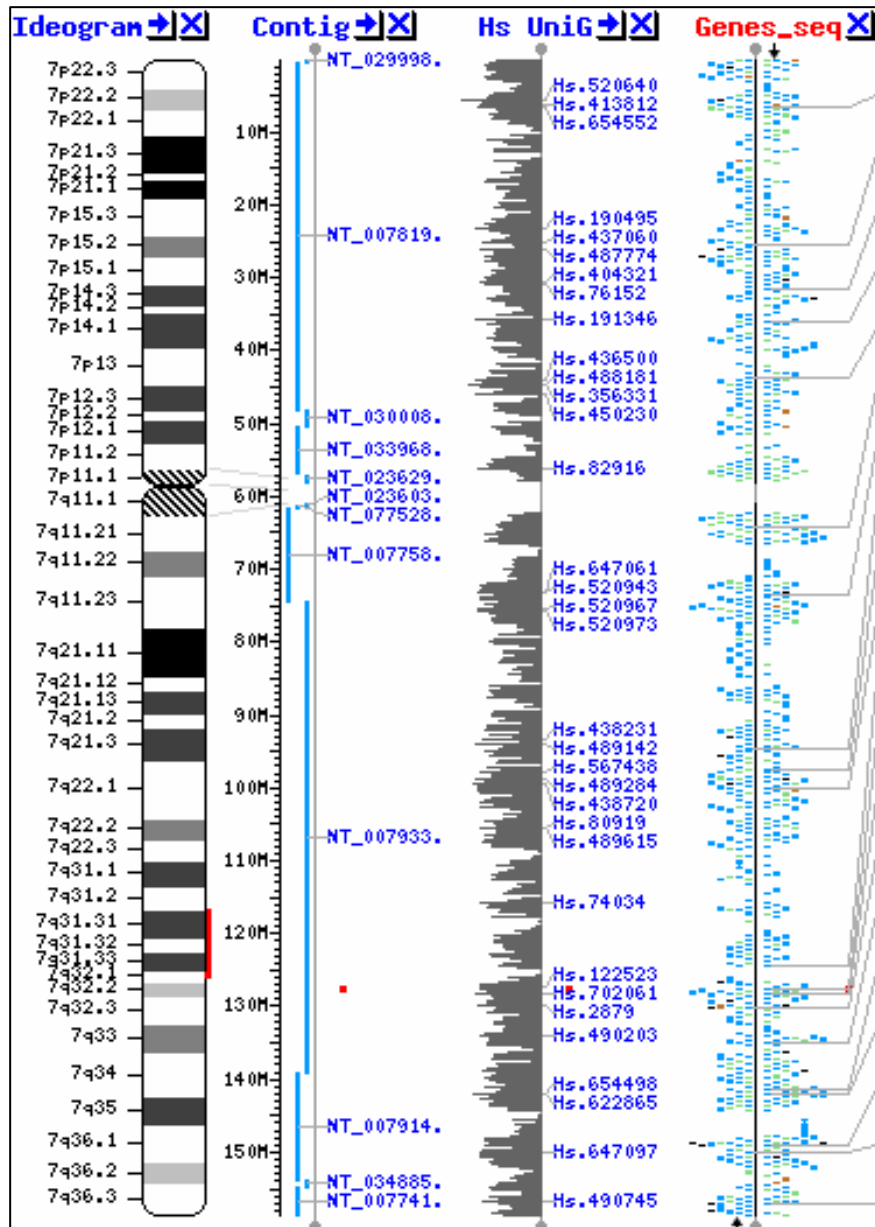 Ideogram Contig Hs UniG Genes_seq
7p22.3
7p22.2
7p22.1
7p21.3
7p21.2
7p21.1
7p15.3
7p15.2
7p15.1
7p14.3
7p14.2
7p14.1
7p13
7p12.3
7p12.2
7p12.1
7p11.2
7p11.1
7q11.1
7q11.21
7q11.22
7q11.23
7q21.11
7q21.12
7q21.13
7q21.2
7q21.3
7q22.1
7q22.2
7q22.3
7q31.1
7q31.2
7q31.31
7q31.32
7q31.33
7q32.1
7q32.2
7q32.3
7q33
7q34
7q35
7q36.1
7q36.2
7q36.3
10M
20M
30M
40M
50M
60M
70M
80M
90M
100M
110M
120M
130M
140M
150M
NT_029998.
NT_007819.
NT_030008.
NT_033968.
NT_023629.
NT_023603.
NT_077528.
NT_007758.
NT_007933.
NT_007914.
NT_034885.
NT_007741.
Hs.520640
Hs.413812
Hs.654552
Hs.190495
Hs.437060
Hs.487774
Hs.404321
Hs.76152
Hs.191346
Hs.436500
Hs.488181
Hs.356331
Hs.450230
Hs.82916
Hs.647061
Hs.520943
Hs.520967
Hs.520973
Hs.438231
Hs.489142
Hs.567438
Hs.489284
Hs.438720
Hs.80919
Hs.489615
Hs.74034
Hs.122523
Hs.702061
Hs.2879
Hs.490203
Hs.654498
Hs.622865
Hs.647097
Hs.490745